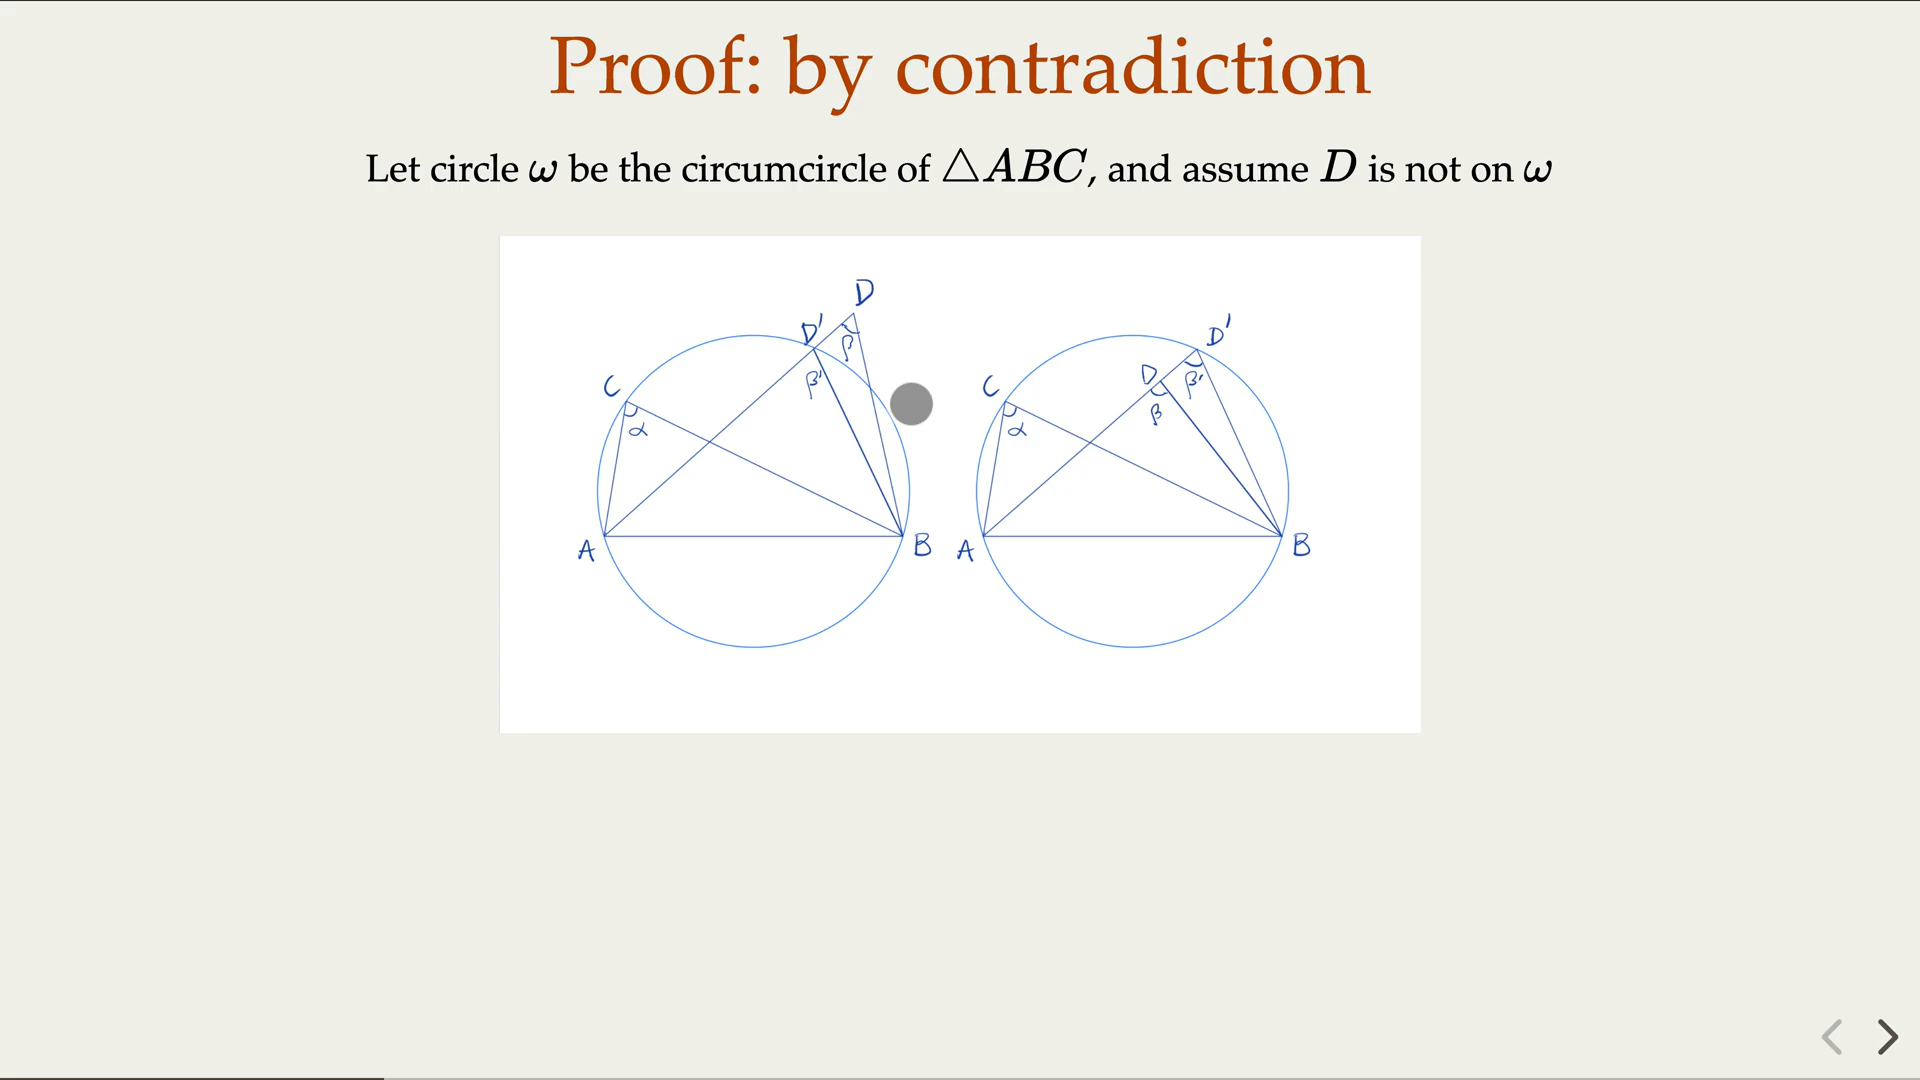 Proof: by contradiction
Let circle ω be the circumcircle of △ABC, and assume D is not on ω
D
D'
β
β'
C
α
A
B
D'
D
β'
β
C
α
A
B